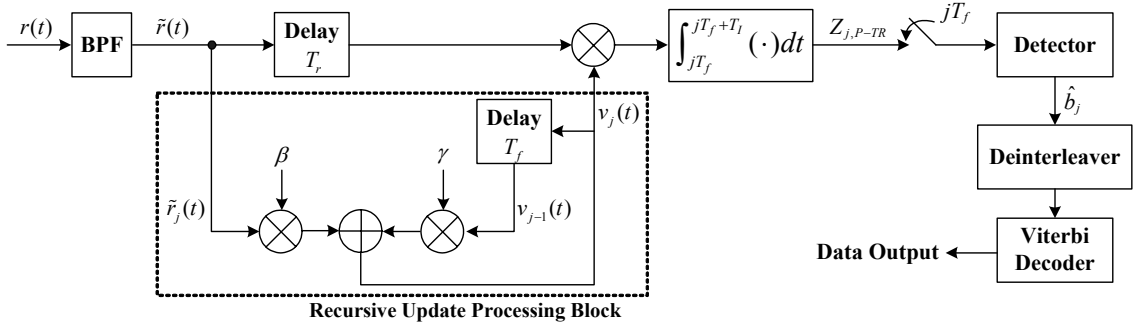 r(t)
BPF
r̃(t)
Delay
T_r
∫_{jT_f}^{jT_f+T_I} (·)dt
Z_{j,P−TR}
jT_f
Detector
b̂_j
Delay
T_f
v_j(t)
β
γ
r̃_j(t)
v_{j−1}(t)
Deinterleaver
Viterbi
Decoder
Data Output
Recursive Update Processing Block